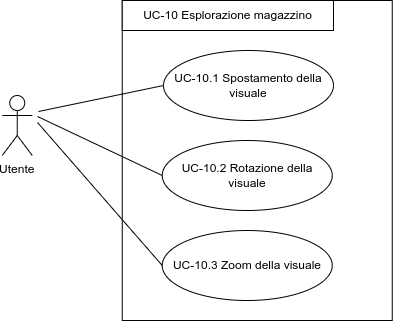 UC-10 Esplorazione magazzino
UC-10.1 Spostamento della
visuale
UC-10.2 Rotazione della
visuale
Utente
UC-10.3 Zoom della visuale